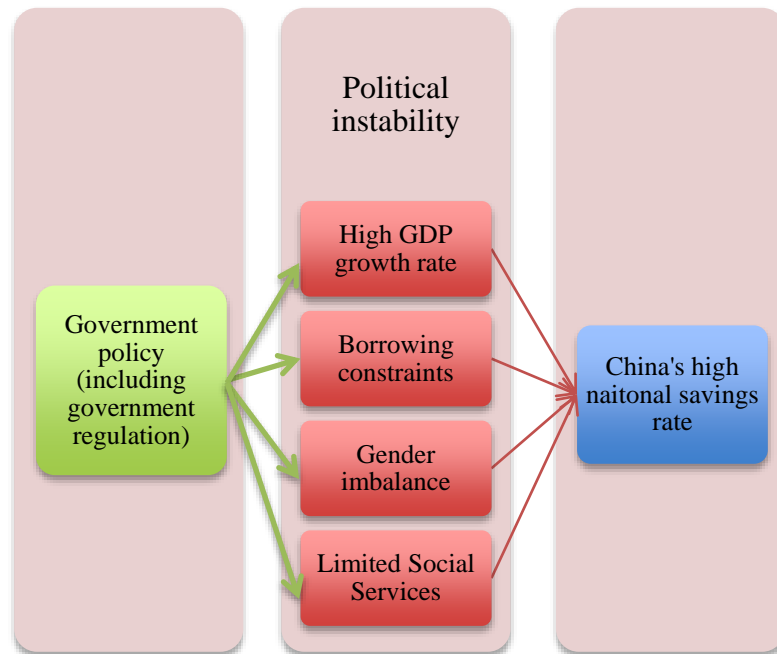 Political
instability
High GDP
growth rate
Government
policy
(including
government
regulation)
Borrowing
constraints
China's high
naitonal savings
rate
Gender
imbalance
Limited Social
Services